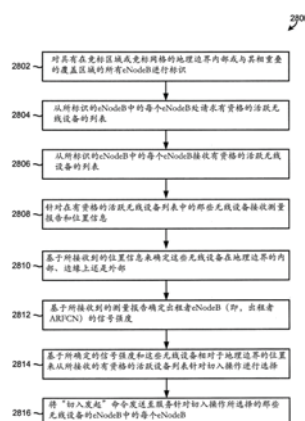 2800
2802
对具有在竞标区域或竞标网格的地理边界内部或与其相重叠
的覆盖区域的所有eNodeB进行标识
2804
从所标识的eNodeB中的每个eNodeB处请求有资格的活跃无
线设备的列表
2806
从所标识的eNodeB中的每个eNodeB接收有资格的活跃无线
设备的列表
2808
针对在有资格的活跃无线设备列表中的那些无线设备接收测量
报告和位置信息
2810
基于所接收到的位置信息来确定这些无线设备在地理边界的内
部、边缘上还是外部
2812
基于所接收到的测量报告确定出租者eNodeB（即，出租者
ARFCN）的信号强度
2814
基于所确定的信号强度和这些无线设备相对于地理边界的位置
来从所接收的有资格的活跃设备列表针对切入操作进行选择
2816
将“切入发起”命令发送至服务针对切入操作所选择的那些
无线设备的eNodeB中的每个eNodeB